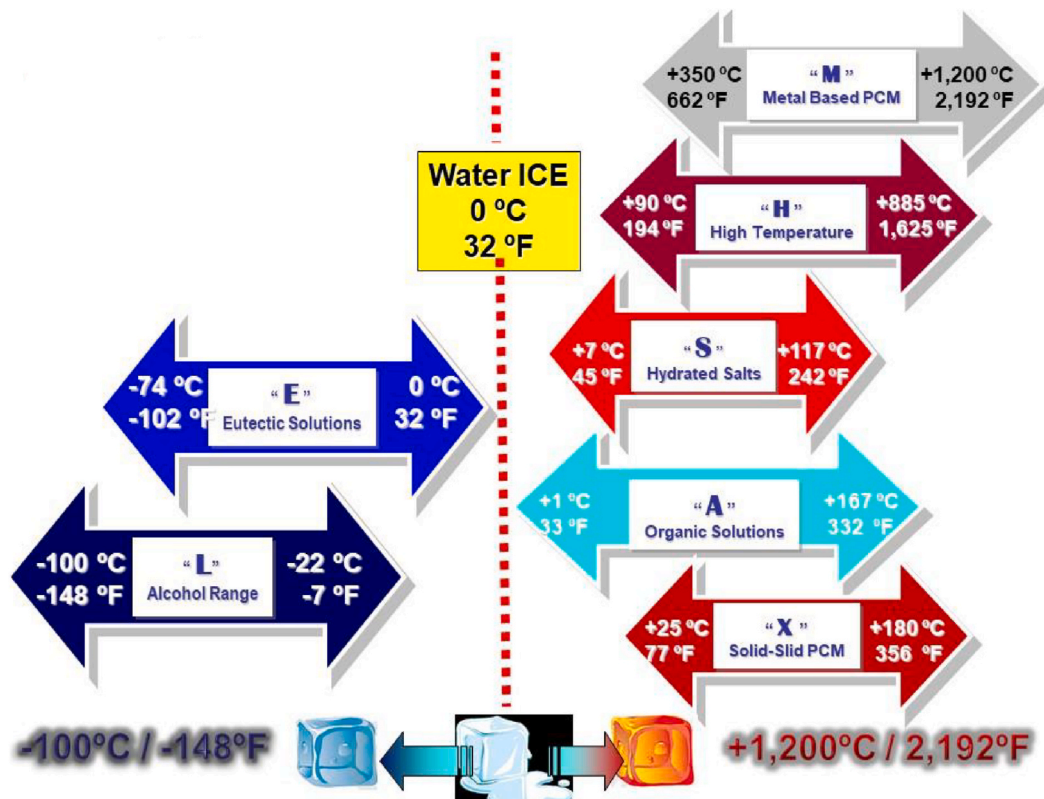 +350 ºC
662 ºF
“M”
Metal Based PCM
+1,200 ºC
2,192 ºF
Water ICE
0 ºC
32 ºF
+90 ºC
194 ºF
“H”
High Temperature
+885 ºC
1,625 ºF
+7 ºC
45 ºF
“S”
Hydrated Salts
+117 ºC
242 ºF
-74 ºC
-102 ºF
“E”
Eutectic Solutions
0 ºC
32 ºF
+1 ºC
33 ºF
“A”
Organic Solutions
+167 ºC
332 ºF
-100 ºC
-148 ºF
“L”
Alcohol Range
-22 ºC
-7 ºF
+25 ºC
77 ºF
“X”
Solid-Slid PCM
+180 ºC
356 ºF
-100ºC / -148ºF
+1,200ºC / 2,192ºF